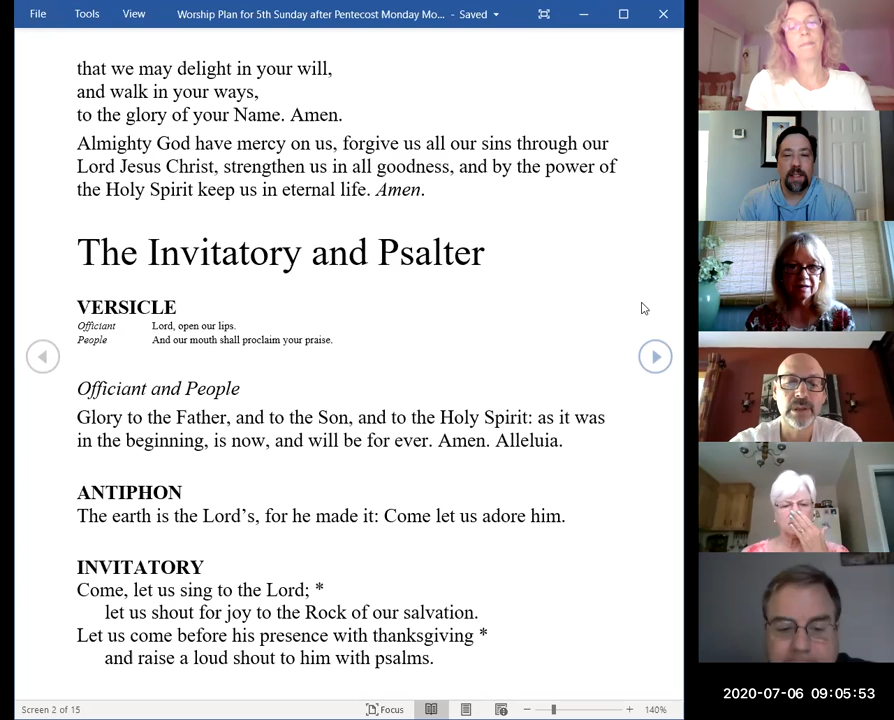 File Tools View Worship Plan for 5th Sunday after Pentecost Monday Mo... - Saved
that we may delight in your will,
and walk in your ways,
to the glory of your Name. Amen.
Almighty God have mercy on us, forgive us all our sins through our
Lord Jesus Christ, strengthen us in all goodness, and by the power of
the Holy Spirit keep us in eternal life. Amen.
The Invitatory and Psalter
VERSICLE
Officiant Lord, open our lips.
People And our mouth shall proclaim your praise.
Officiant and People
Glory to the Father, and to the Son, and to the Holy Spirit: as it was
in the beginning, is now, and will be for ever. Amen. Alleluia.
ANTIPHON
The earth is the Lord’s, for he made it: Come let us adore him.
INVITATORY
Come, let us sing to the Lord; *
let us shout for joy to the Rock of our salvation.
Let us come before his presence with thanksgiving *
and raise a loud shout to him with psalms.
Screen 2 of 15 Focus 140%
2020-07-06 09:05:53